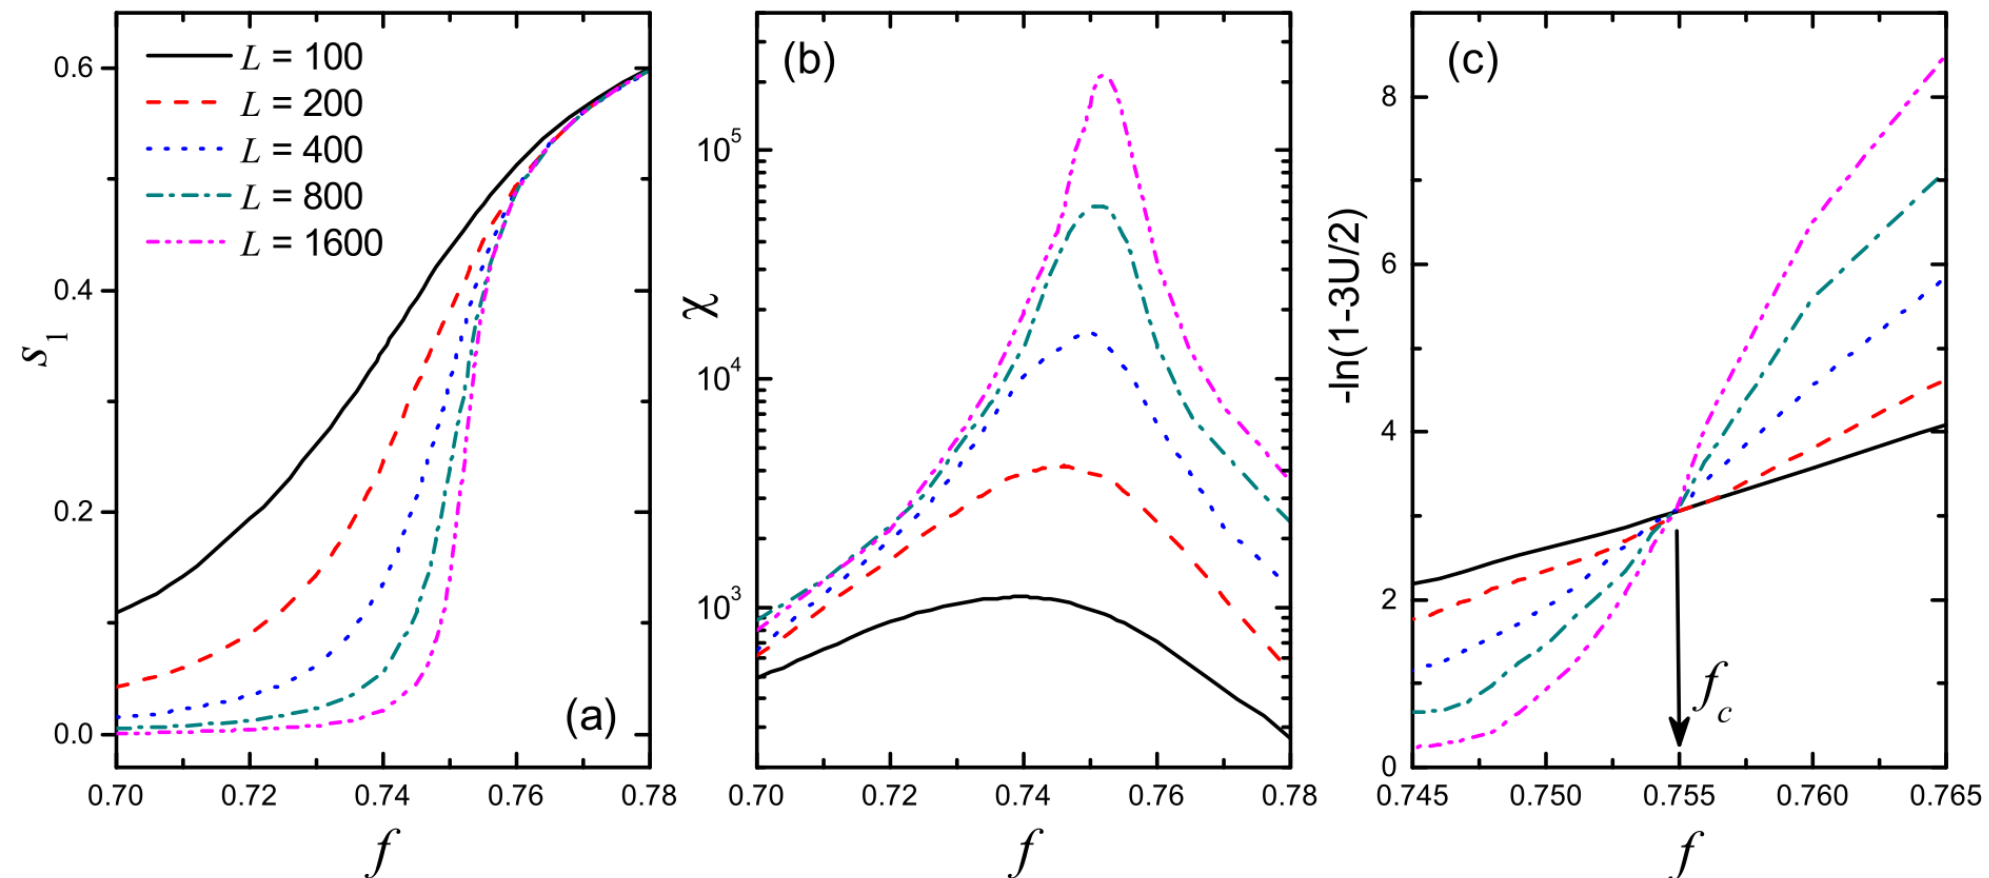 0.6
0.4
0.2
0.0
s1
L = 100
L = 200
L = 400
L = 800
L = 1600
(a)
0.70 0.72 0.74 0.76 0.78
f
(b)
10^5
10^4
10^3
χ
0.70 0.72 0.74 0.76 0.78
f
(c)
8
6
4
2
0
-ln(1-3U/2)
f_c
0.745 0.750 0.755 0.760 0.765
f